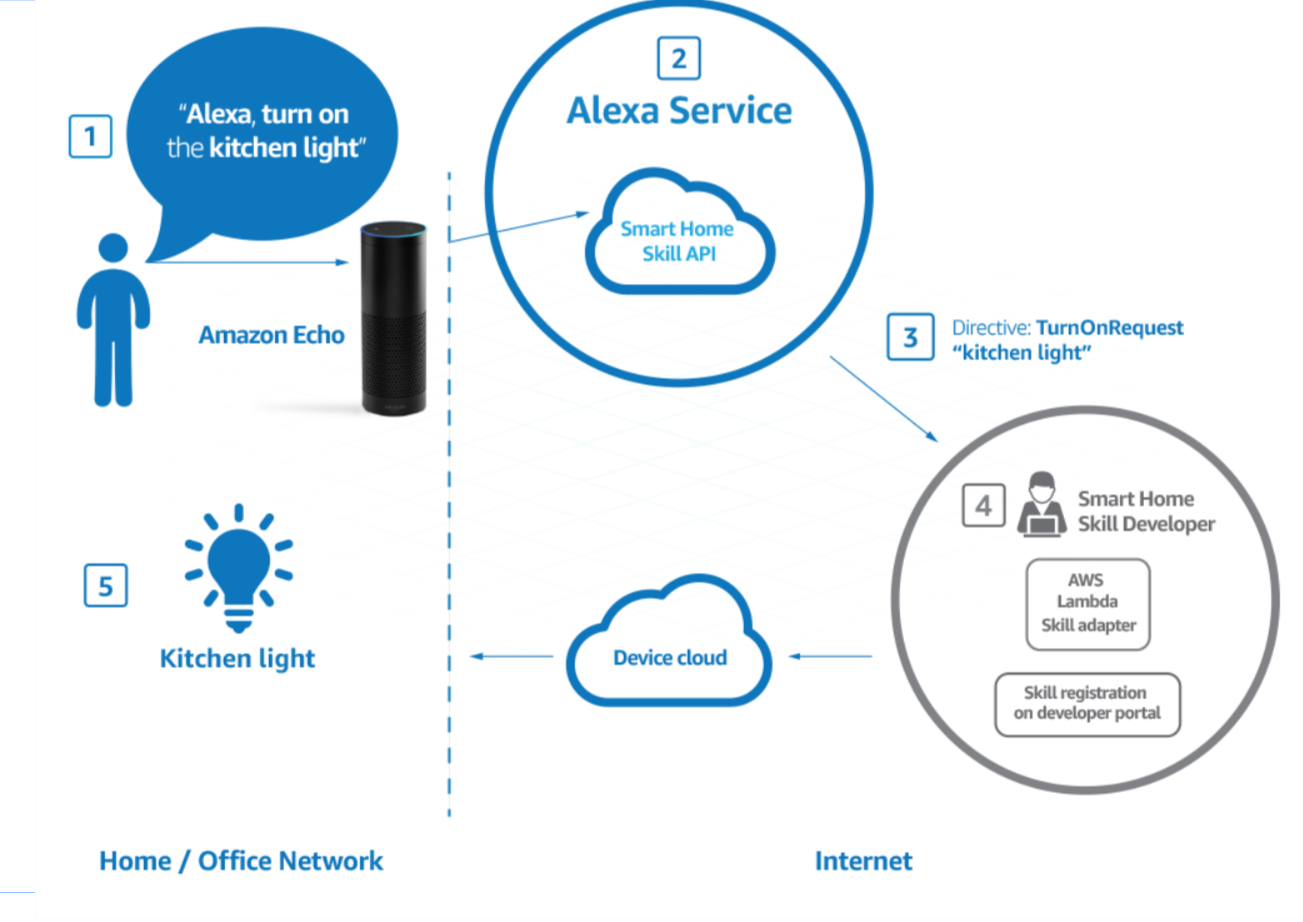 1
“Alexa, turn on
the kitchen light”
Amazon Echo
2
Alexa Service
Smart Home
Skill API
3
Directive: TurnOnRequest
“kitchen light”
4
Smart Home
Skill Developer
AWS
Lambda
Skill adapter
Skill registration
on developer portal
Device cloud
5
Kitchen light
Home / Office Network
Internet